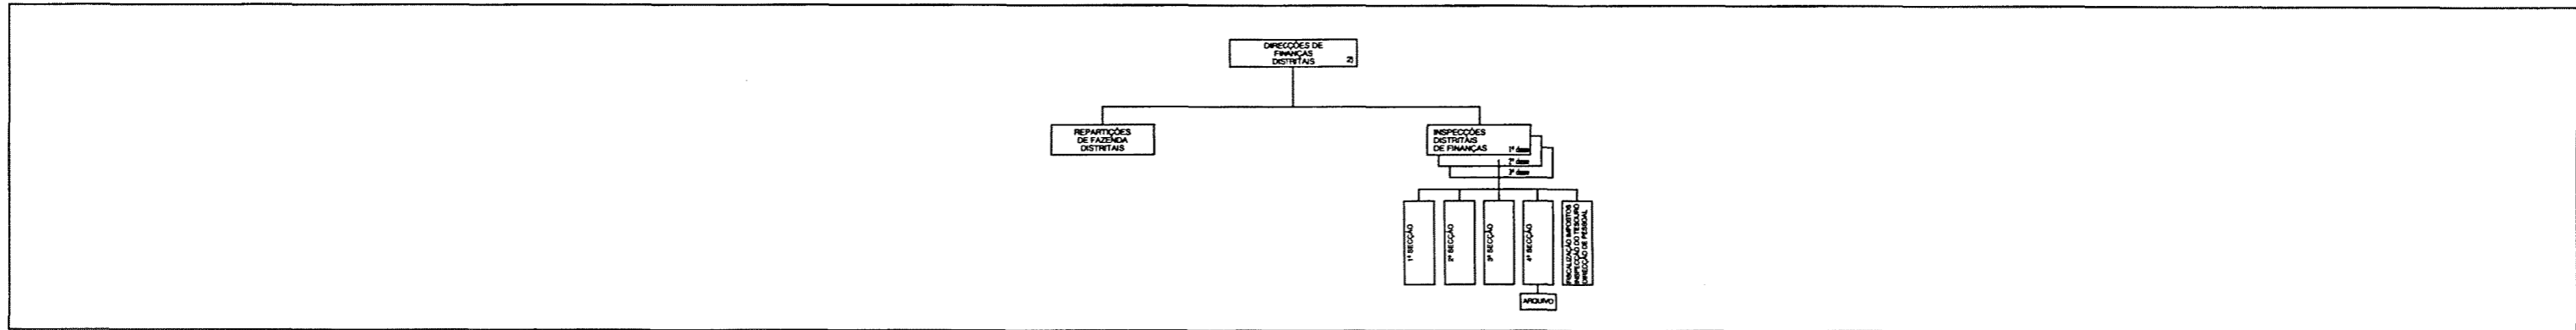 DIRECÇÕES DE
FINANÇAS
DISTRITAIS 2)
REPARTIÇÕES
DE FAZENDA
DISTRITAIS
INSPECÇÕES
DISTRITAIS
DE FINANÇAS 1ª classe
2ª classe
3ª classe
1ª SECÇÃO
2ª SECÇÃO
3ª SECÇÃO
4ª SECÇÃO
FISCALIZAÇÃO IMPOSTOS
INSPECÇÃO DO TESOURO
DIRECÇÃO DE PESSOAL
ARQUIVO